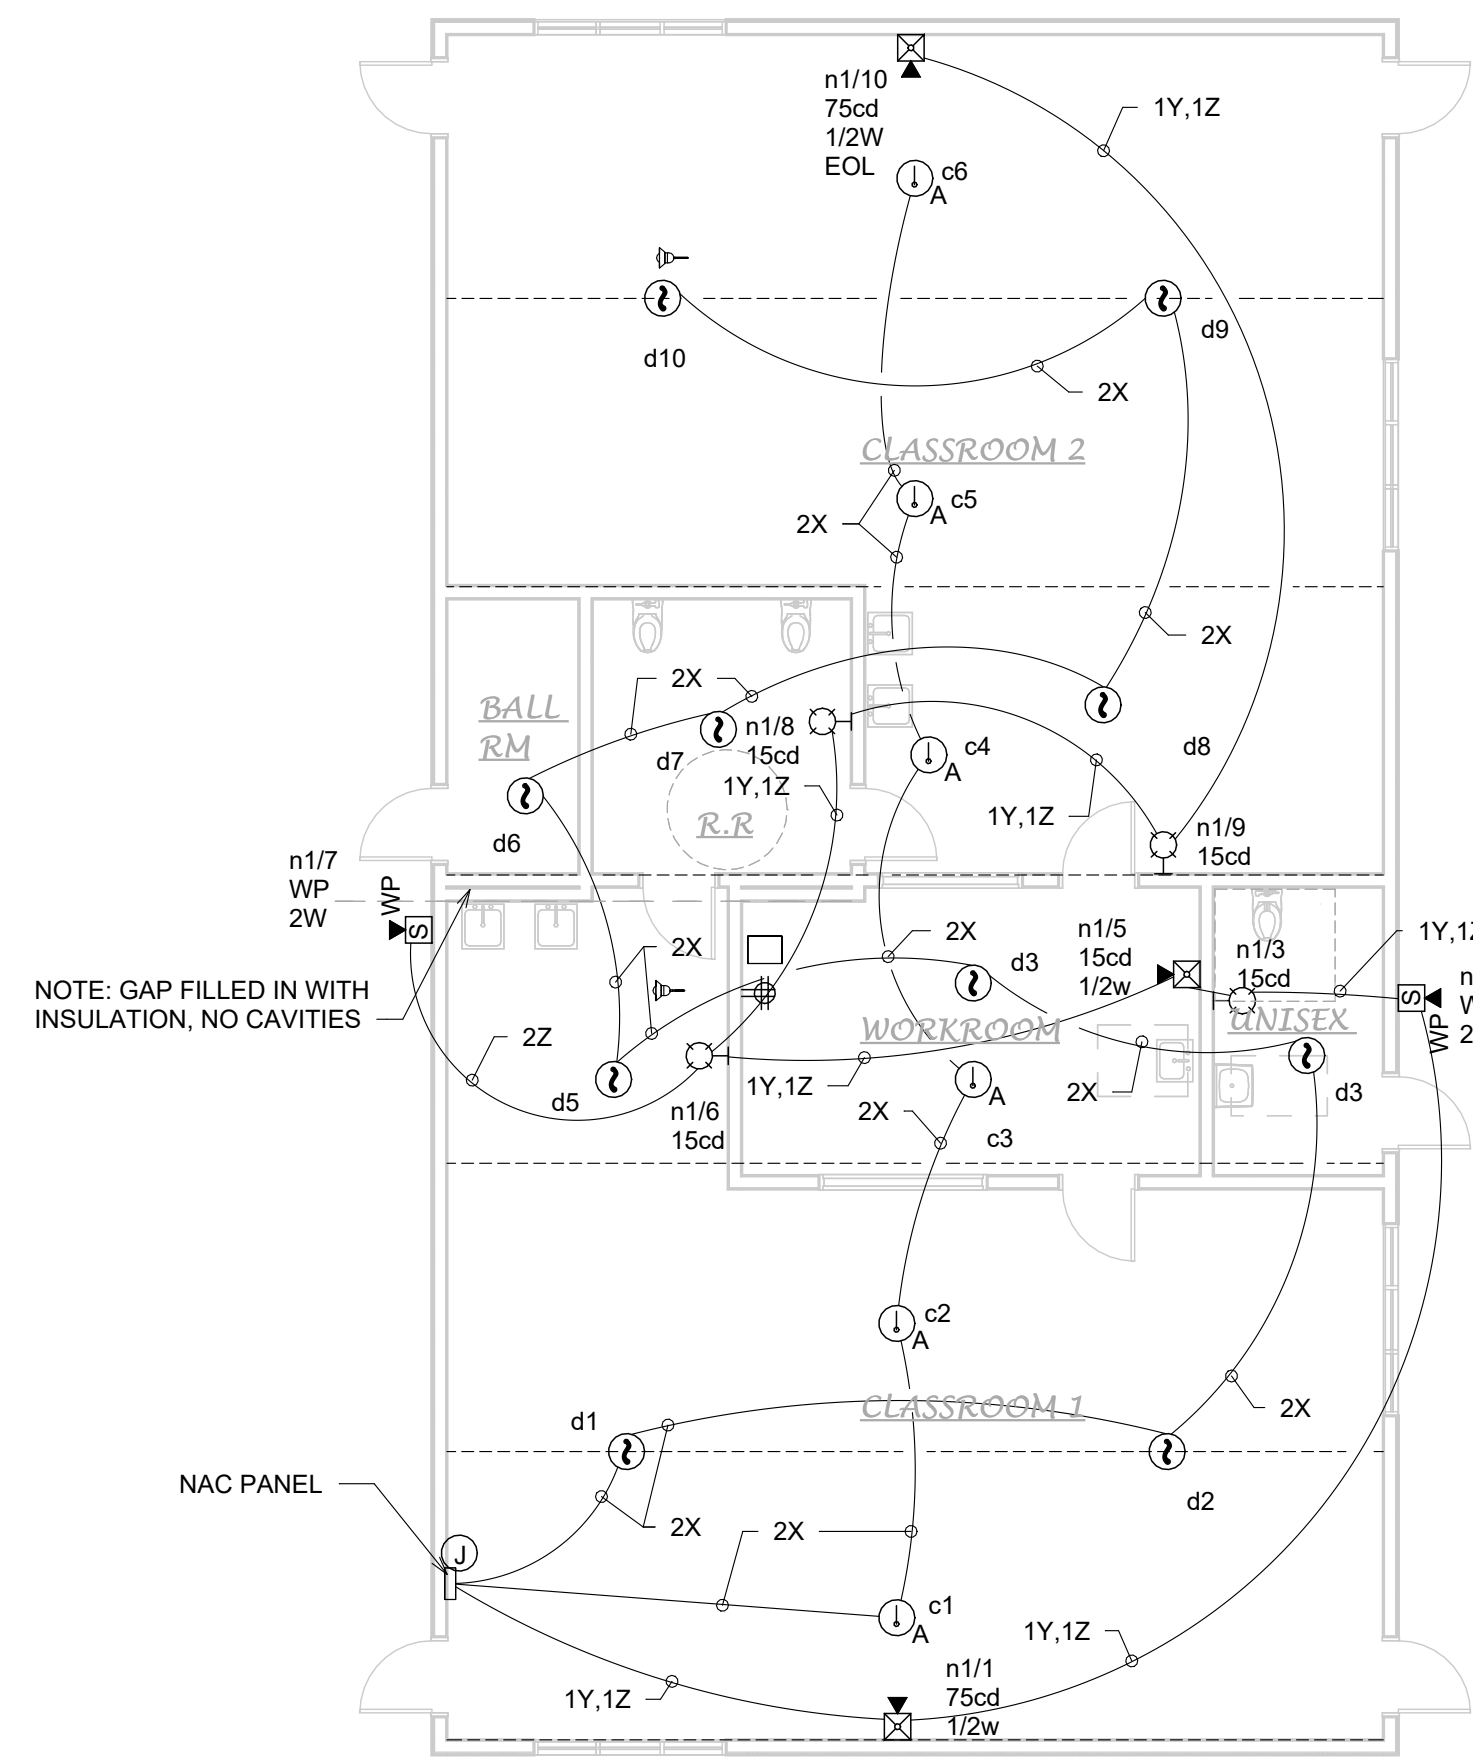 n1/10
75cd
1/2W
EOL
1Y,1Z
c6
A
d9
d10
2X
CLASSROOM 2
c5
A
2X
2X
2X
BALL
RM
n1/8
15cd
d7
c4
A
d8
1Y,1Z
R.R
1Y,1Z
n1/9
15cd
d6
n1/7
WP
2W
WP
S
2X
2X
d3
n1/5
15cd
1/2w
n1/3
15cd
1Y,1Z
S
WP
NOTE: GAP FILLED IN WITH
INSULATION, NO CAVITIES
WORKROOM
UNISEX
2Z
1Y,1Z
d5
n1/6
15cd
2X
A
c3
2X
d3
c2
A
CLASSROOM 1
d1
2X
d2
NAC PANEL
2X
2X
J
c1
A
1Y,1Z
1Y,1Z
n1/1
75cd
1/2w